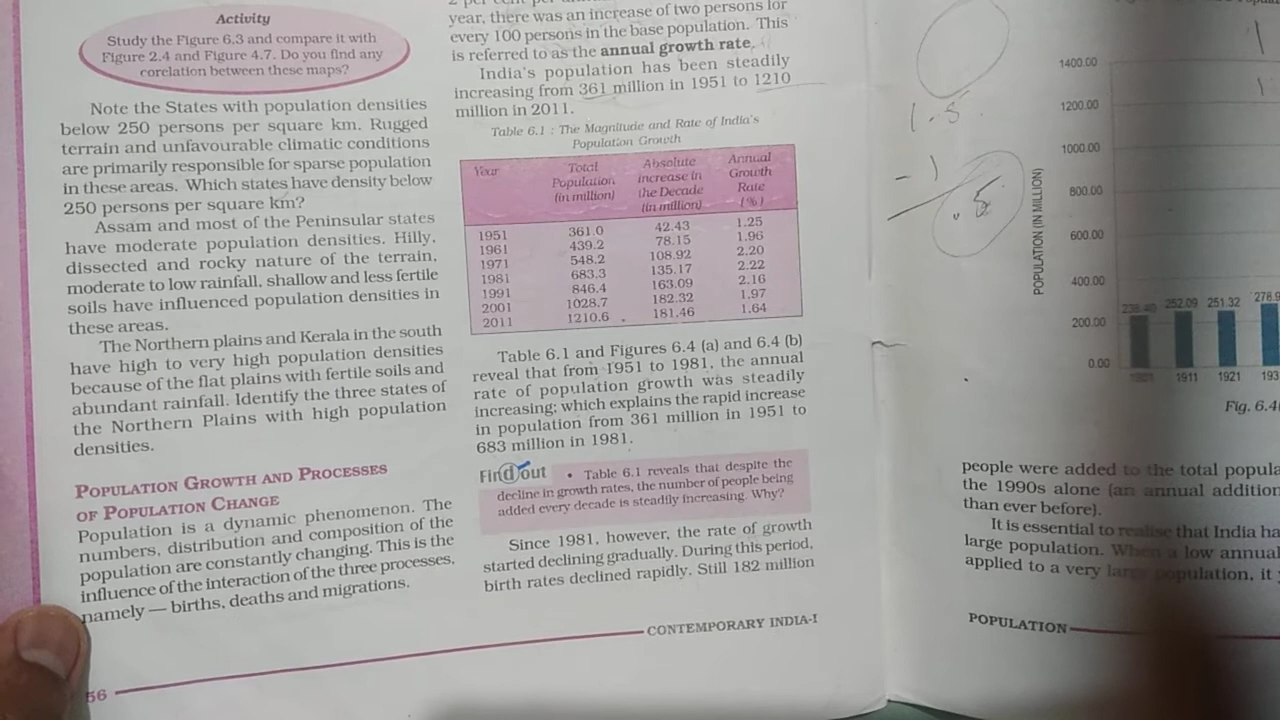 Activity
Study the Figure 6.3 and compare it with
Figure 2.4 and Figure 4.7. Do you find any
corelation between these maps?
Note the States with population densities
below 250 persons per square km. Rugged
terrain and unfavourable climatic conditions
are primarily responsible for sparse population
in these areas. Which states have density below
250 persons per square km?
Assam and most of the Peninsular states
have moderate population densities. Hilly,
dissected and rocky nature of the terrain,
moderate to low rainfall, shallow and less fertile
soils have influenced population densities in
these areas.
The Northern plains and Kerala in the south
have high to very high population densities
because of the flat plains with fertile soils and
abundant rainfall. Identify the three states of
the Northern Plains with high population
densities.
POPULATION GROWTH AND PROCESSES
OF POPULATION CHANGE
Population is a dynamic phenomenon. The
numbers, distribution and composition of the
population are constantly changing. This is the
influence of the interaction of the three processes,
namely — births, deaths and migrations.
56
year, there was an increase of two persons for
every 100 persons in the base population. This
is referred to as the annual growth rate.
India's population has been steadily
increasing from 361 million in 1951 to 1210
million in 2011.
Table 6.1 : The Magnitude and Rate of India's
Population Growth
Year Total Population (in million) Absolute increase in the Decade (in million) Annual Growth Rate (%)
1951 361.0 42.43 1.25
1961 439.2 78.15 1.96
1971 548.2 108.92 2.20
1981 683.3 135.17 2.22
1991 846.4 163.09 2.16
2001 1028.7 182.32 1.97
2011 1210.6 181.46 1.64
Table 6.1 and Figures 6.4 (a) and 6.4 (b)
reveal that from 1951 to 1981, the annual
rate of population growth was steadily
increasing; which explains the rapid increase
in population from 361 million in 1951 to
683 million in 1981.
Find out • Table 6.1 reveals that despite the
decline in growth rates, the number of people being
added every decade is steadily increasing. Why?
Since 1981, however, the rate of growth
started declining gradually. During this period,
birth rates declined rapidly. Still 182 million
CONTEMPORARY INDIA-I
1.5
- 1
.5
POPULATION (IN MILLION)
1400.00
1200.00
1000.00
800.00
600.00
400.00
200.00
0.00
238.40 252.09 251.32 278.9
1901 1911 1921 193
Fig. 6.4
people were added to the total popula
the 1990s alone (an annual addition
than ever before).
It is essential to realise that India ha
large population. When a low annual
applied to a very large population, it
POPULATION